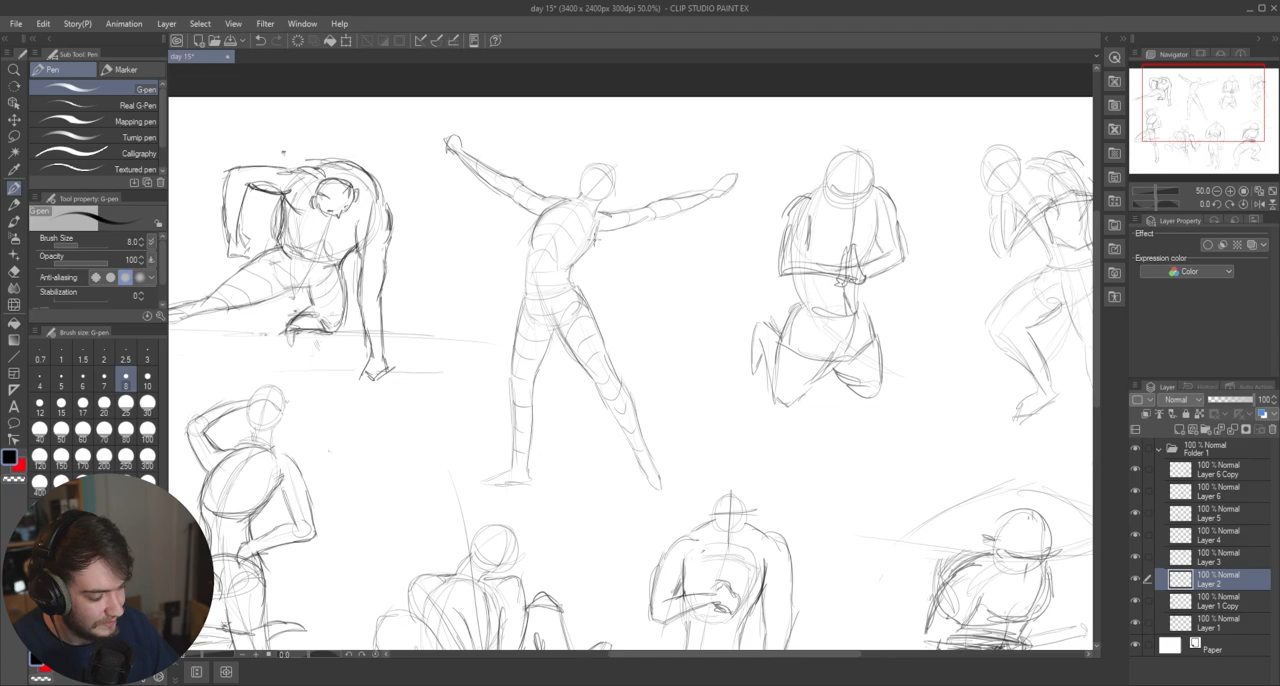 day 15* (3400 x 2400px 300dpi 50.0%) - CLIP STUDIO PAINT EX
File Edit Story(P) Animation Layer Select View Filter Window Help
Sub Tool: Pen
day 15*
Navigator
Pen Marker
G-pen
Real G-Pen
Mapping pen
Turnip pen
Calligraphy
Textured pen
Tool property: G-pen
G-pen
Brush Size 8.0
Opacity 100
Anti-aliasing
Stabilization 0
Brush size: G-pen
0.7 1 1.5 2 2.5 3
4 5 6 7 8 10
12 15 17 20 25 30
40 50 60 70 80 100
120 150 170 200 250 300
400
50.0
0.0
Layer Property
Effect
Expression color
Color
Layer
Normal 100
100 % Normal
Folder 1
100 % Normal
Layer 6 Copy
100 % Normal
Layer 6
100 % Normal
Layer 5
100 % Normal
Layer 4
100 % Normal
Layer 3
100 % Normal
Layer 2
100 % Normal
Layer 1 Copy
100 % Normal
Layer 1
Paper